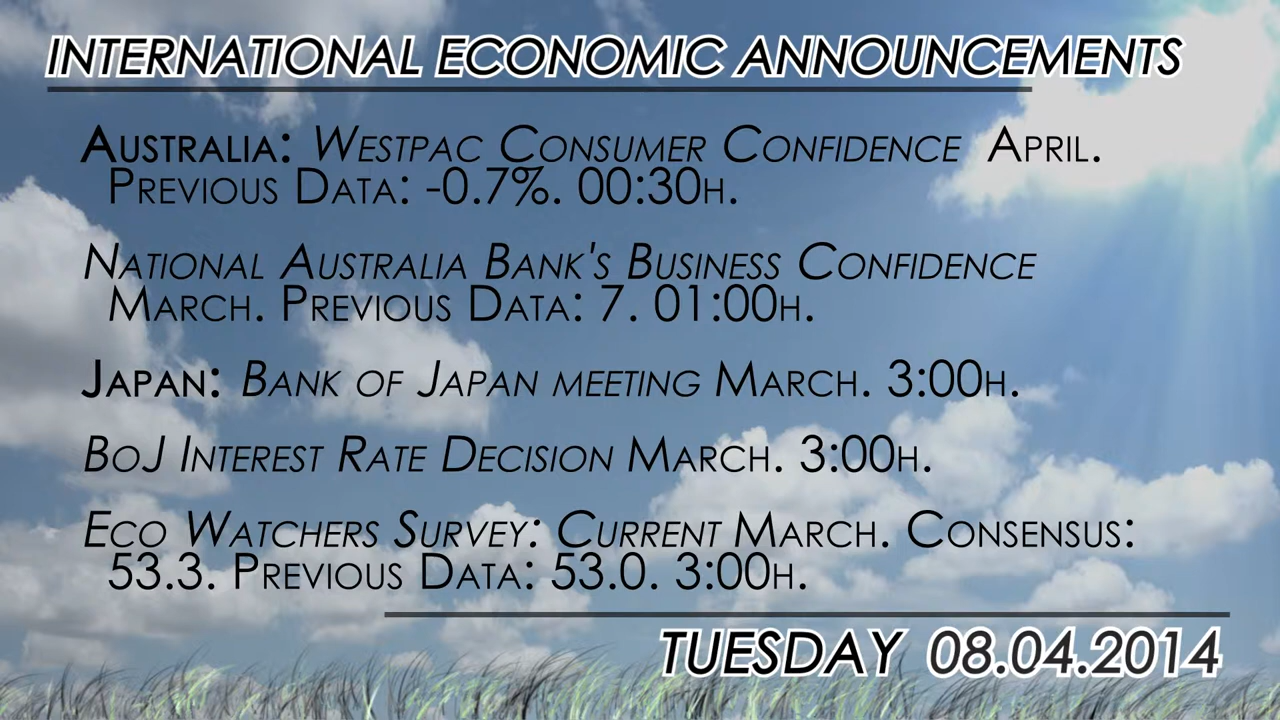 INTERNATIONAL ECONOMIC ANNOUNCEMENTS
AUSTRALIA: WESTPAC CONSUMER CONFIDENCE APRIL.
PREVIOUS DATA: -0.7%. 00:30H.
NATIONAL AUSTRALIA BANK'S BUSINESS CONFIDENCE
MARCH. PREVIOUS DATA: 7. 01:00H.
JAPAN: BANK OF JAPAN MEETING MARCH. 3:00H.
BOJ INTEREST RATE DECISION MARCH. 3:00H.
ECO WATCHERS SURVEY: CURRENT MARCH. CONSENSUS:
53.3. PREVIOUS DATA: 53.0. 3:00H.
TUESDAY 08.04.2014